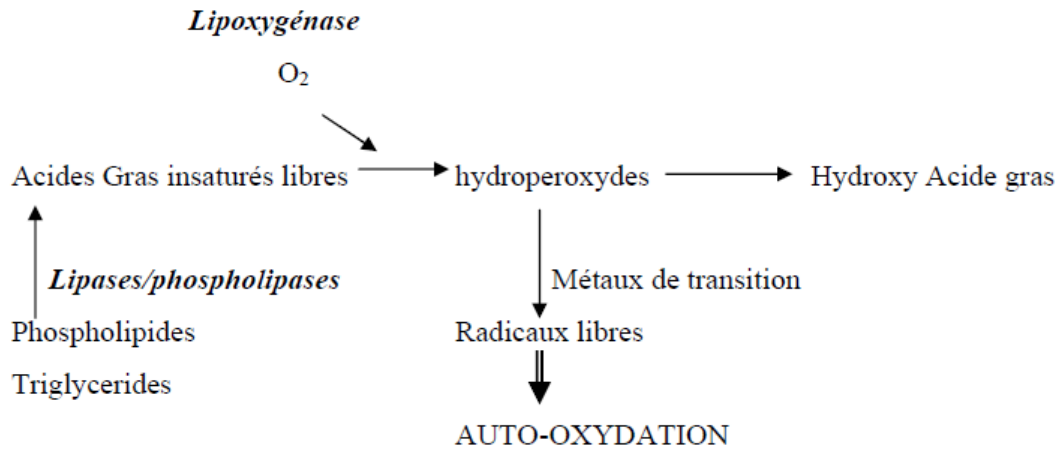 Lipoxygénase
O₂
Acides Gras insaturés libres hydroperoxydes Hydroxy Acide gras
Lipases/phospholipases Métaux de transition
Phospholipides Radicaux libres
Triglycerides
AUTO-OXYDATION